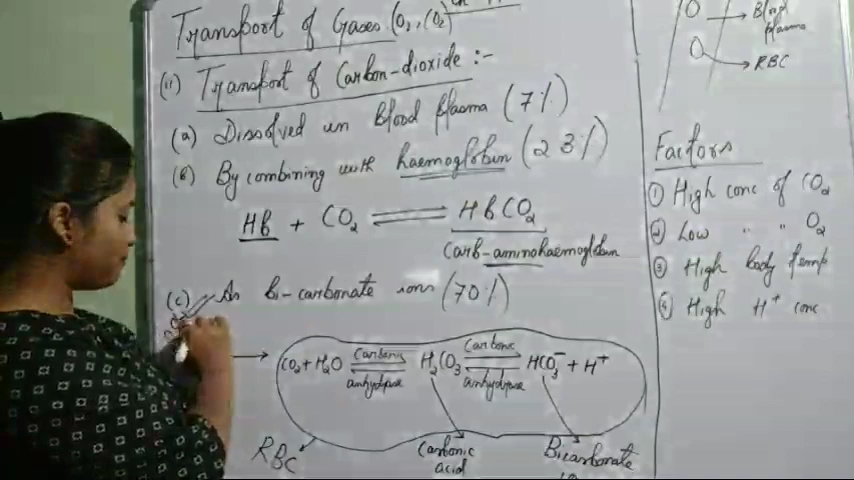 Transport of Gases (O2, CO2)
(ii) Transport of Carbon-dioxide :-
(a) Dissolved in blood plasma (7%)
(b) By combining with haemoglobin (23%)
Hb + CO2 ⇌ HbCO2
Carb-aminohaemoglobin
(c) As Bi-carbonate ions (70%)
CO2 + H2O ⇌ H2CO3 ⇌ HCO3- + H+
Carbonic anhydrase
Carbonic anhydrase
RBC
Carbonic acid
Bicarbonate
Blood plasma
RBC
Factors
① High conc of CO2
② Low " " O2
③ High body temp
④ High H+ conc